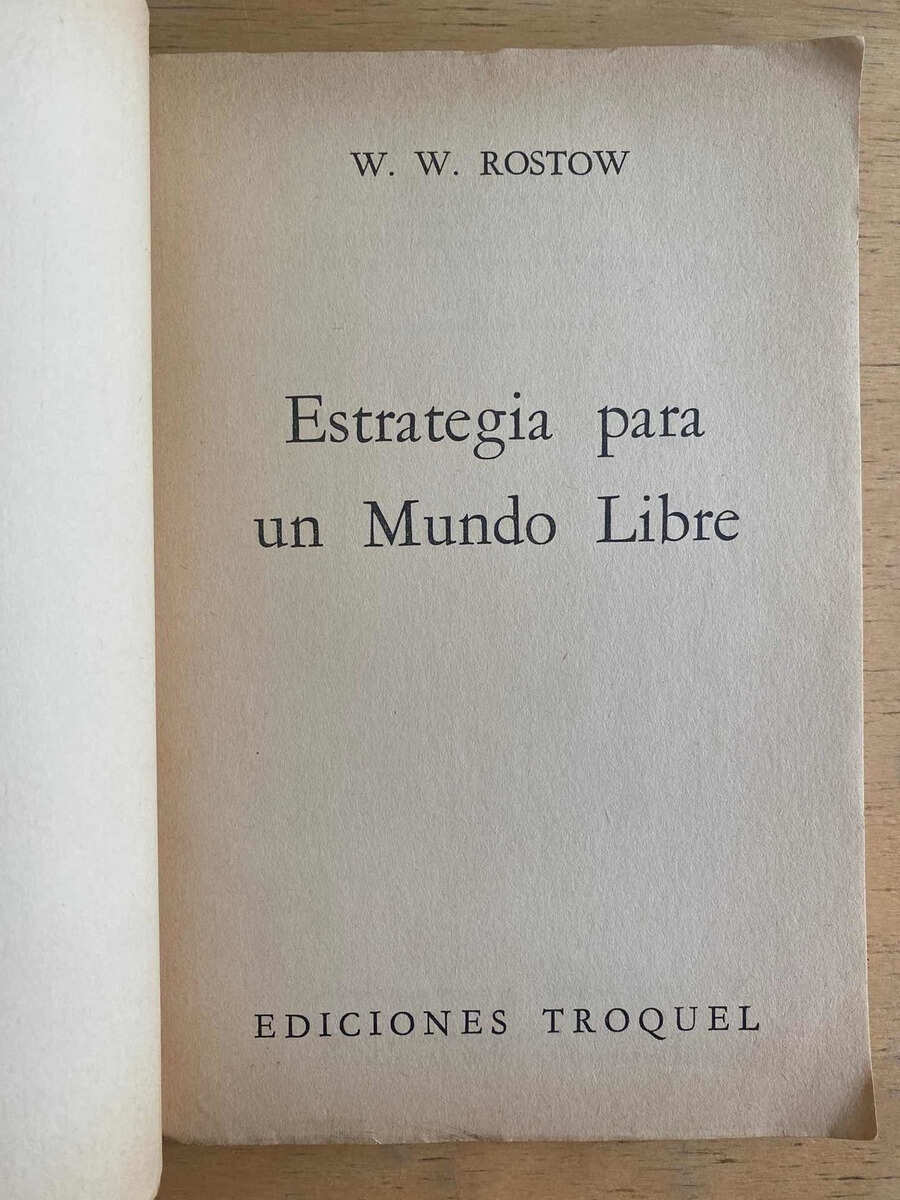 W. W. ROSTOW
Estrategia para
un Mundo Libre
EDICIONES TROQUEL